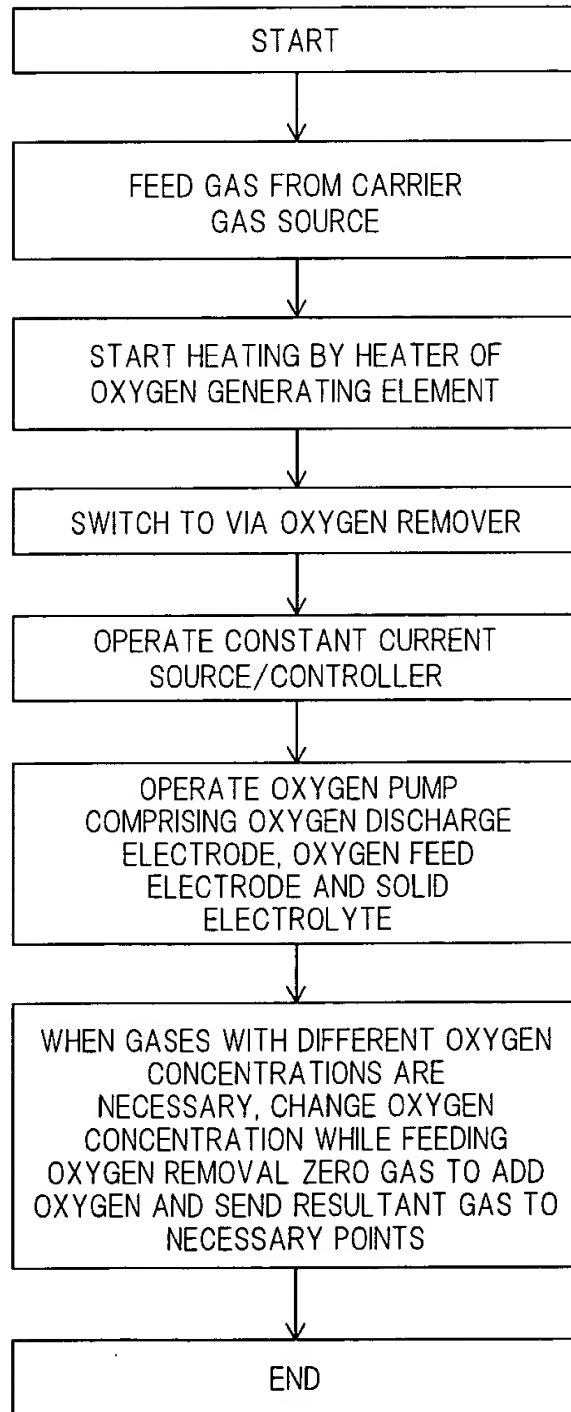 START
FEED GAS FROM CARRIER
GAS SOURCE
START HEATING BY HEATER OF
OXYGEN GENERATING ELEMENT
SWITCH TO VIA OXYGEN REMOVER
OPERATE CONSTANT CURRENT
SOURCE/CONTROLLER
OPERATE OXYGEN PUMP
COMPRISING OXYGEN DISCHARGE
ELECTRODE, OXYGEN FEED
ELECTRODE AND SOLID
ELECTROLYTE
WHEN GASES WITH DIFFERENT OXYGEN
CONCENTRATIONS ARE
NECESSARY, CHANGE OXYGEN
CONCENTRATION WHILE FEEDING
OXYGEN REMOVAL ZERO GAS TO ADD
OXYGEN AND SEND RESULTANT GAS TO
NECESSARY POINTS
END